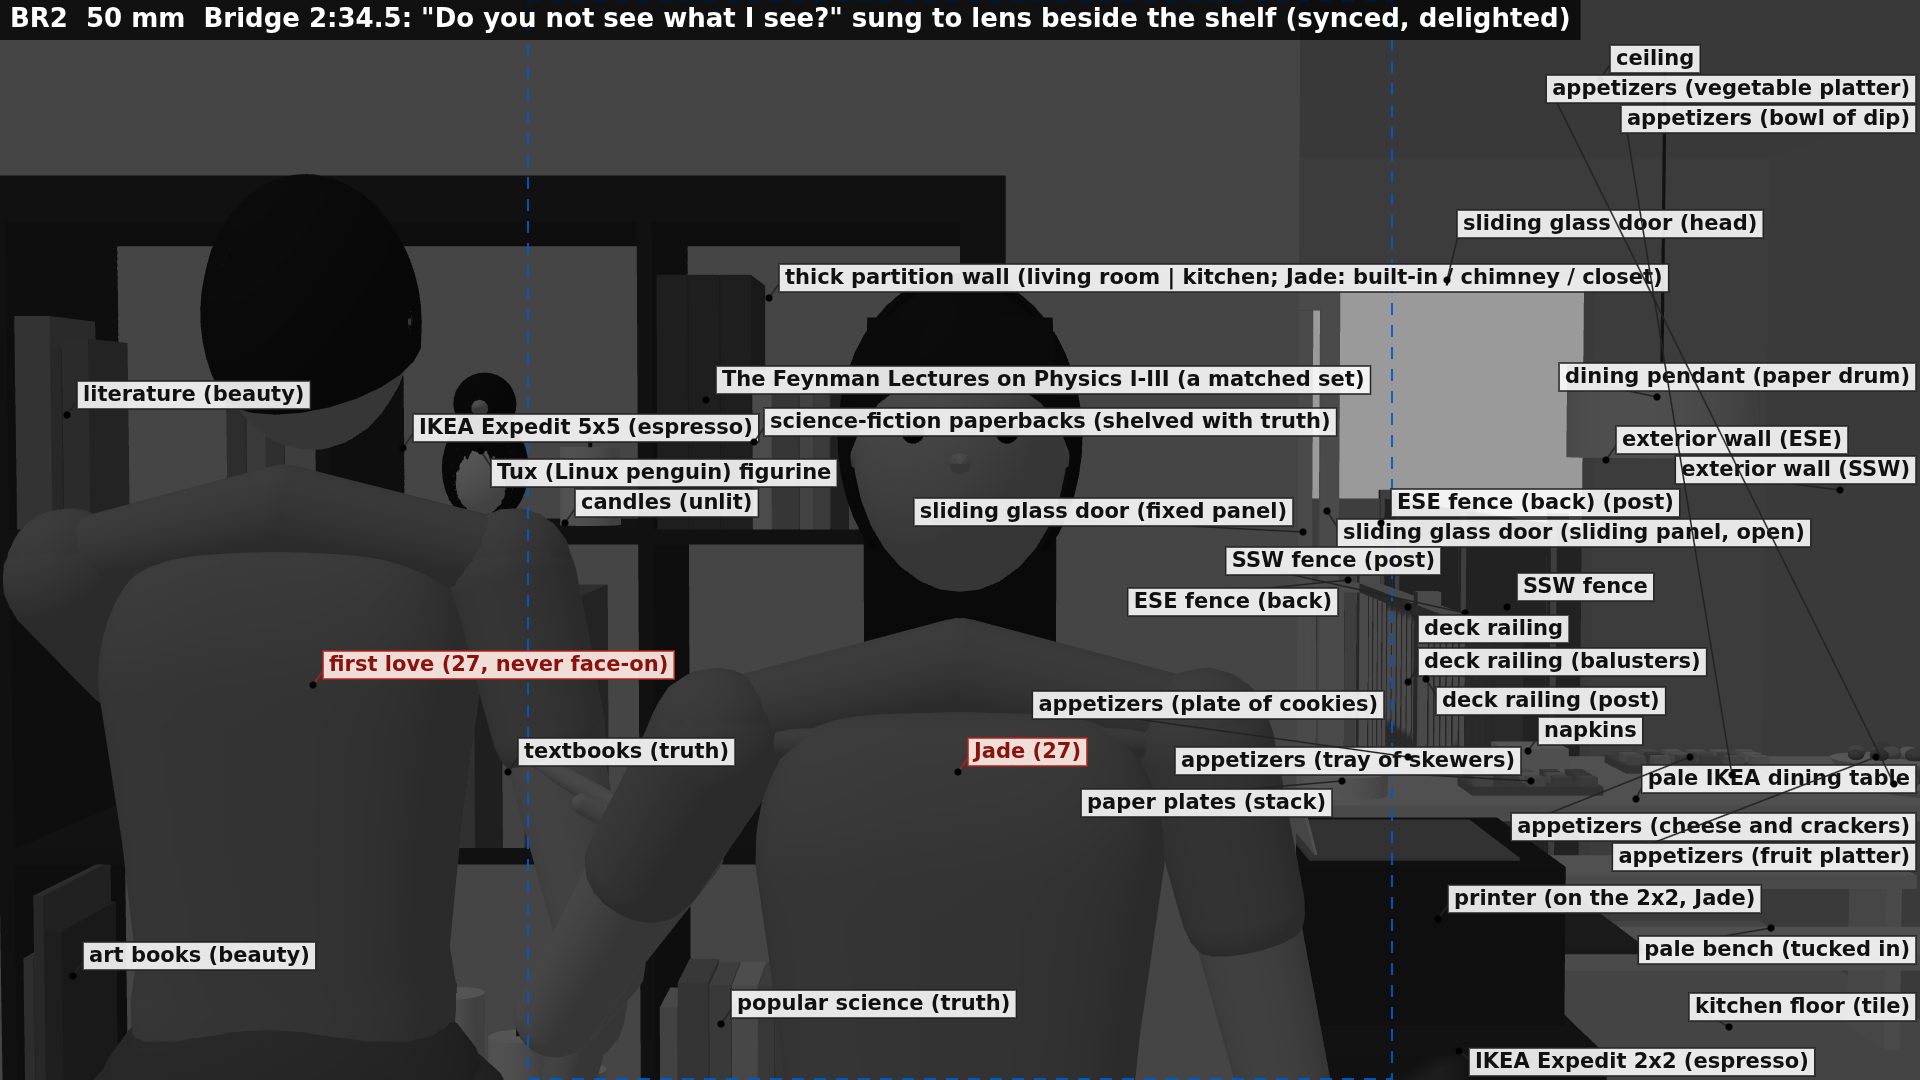 BR2 50 mm Bridge 2:34.5: "Do you not see what I see?" sung to lens beside the shelf (synced, delighted)
ceiling
appetizers (vegetable platter)
appetizers (bowl of dip)
sliding glass door (head)
thick partition wall (living room | kitchen; Jade: built-in / chimney / closet)
The Feynman Lectures on Physics I-III (a matched set)
dining pendant (paper drum)
literature (beauty)
IKEA Expedit 5x5 (espresso)
science-fiction paperbacks (shelved with truth)
exterior wall (ESE)
exterior wall (SSW)
Tux (Linux penguin) figurine
candles (unlit)
sliding glass door (fixed panel)
ESE fence (back) (post)
sliding glass door (sliding panel, open)
SSW fence (post)
SSW fence
ESE fence (back)
deck railing
first love (27, never face-on)
deck railing (balusters)
appetizers (plate of cookies)
deck railing (post)
napkins
textbooks (truth)
Jade (27)
appetizers (tray of skewers)
pale IKEA dining table
paper plates (stack)
appetizers (cheese and crackers)
appetizers (fruit platter)
printer (on the 2x2, Jade)
art books (beauty)
pale bench (tucked in)
popular science (truth)
kitchen floor (tile)
IKEA Expedit 2x2 (espresso)